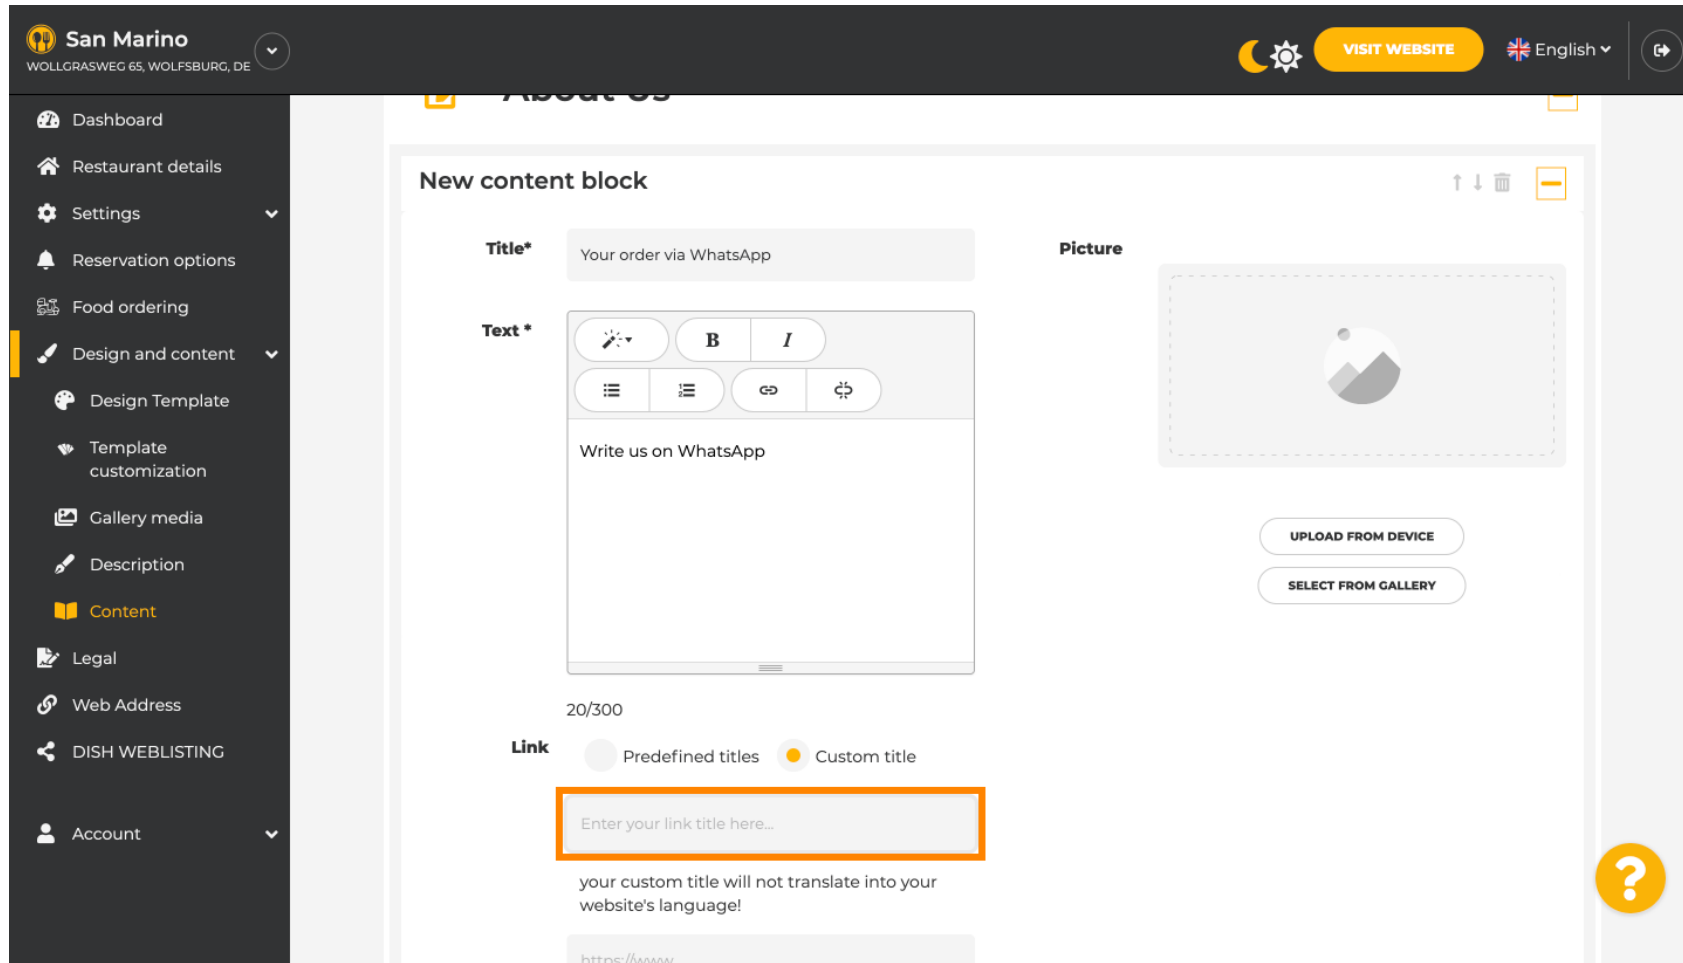 San Marino
WOLLGRASWEG 65, WOLFSBURG, DE
VISIT WEBSITE
English
Dashboard
Restaurant details
Settings
Reservation options
Food ordering
Design and content
Design Template
Template
customization
Gallery media
Description
Content
Legal
Web Address
DISH WEBLISTING
Account
About Us
New content block
Title*
Your order via WhatsApp
Picture
Text *
B I
Write us on WhatsApp
UPLOAD FROM DEVICE
SELECT FROM GALLERY
20/300
Link
Predefined titles
Custom title
Enter your link title here...
your custom title will not translate into your
website's language!
https://www
?